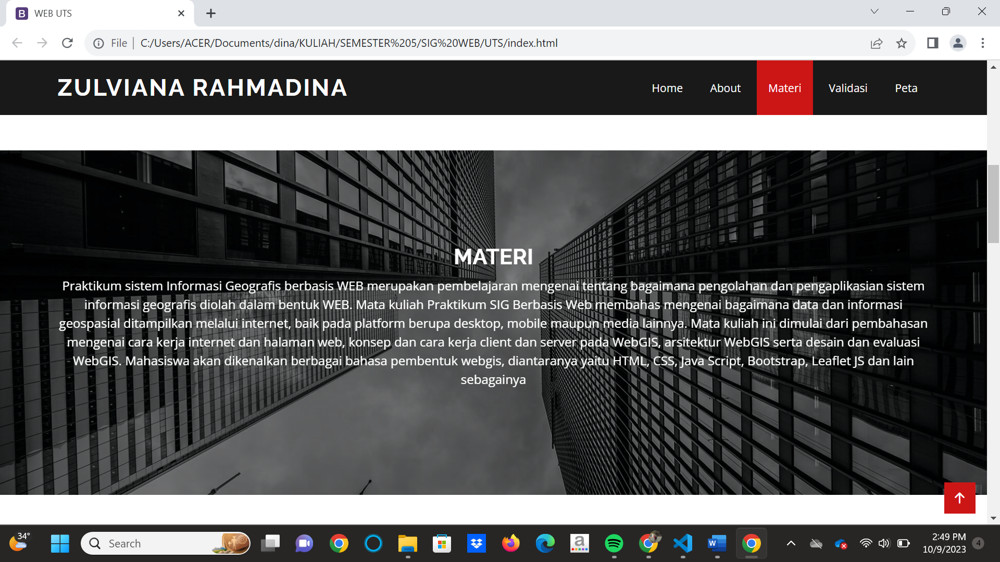 WEB UTS
File
C:/Users/ACER/Documents/dina/KULIAH/SEMESTER%205/SIG%20WEB/UTS/index.html
ZULVIANA RAHMADINA
Home
About
Materi
Validasi
Peta
MATERI
Praktikum sistem Informasi Geografis berbasis WEB merupakan pembelajaran mengenai tentang bagaimana pengolahan dan pengaplikasian sistem
informasi geografis diolah dalam bentuk WEB. Mata kuliah Praktikum SIG Berbasis Web membahas mengenai bagaimana data dan informasi
geospasial ditampilkan melalui internet, baik pada platform berupa desktop, mobile maupun media lainnya. Mata kuliah ini dimulai dari pembahasan
mengenai cara kerja internet dan halaman web, konsep dan cara kerja client dan server pada WebGIS, arsitektur WebGIS serta desain dan evaluasi
WebGIS. Mahasiswa akan dikenalkan berbagai bahasa pembentuk webgis, diantaranya yaitu HTML, CSS, Java Script, Bootstrap, Leaflet JS dan lain
sebagainya
34°
Search
2:49 PM
10/9/2023
4